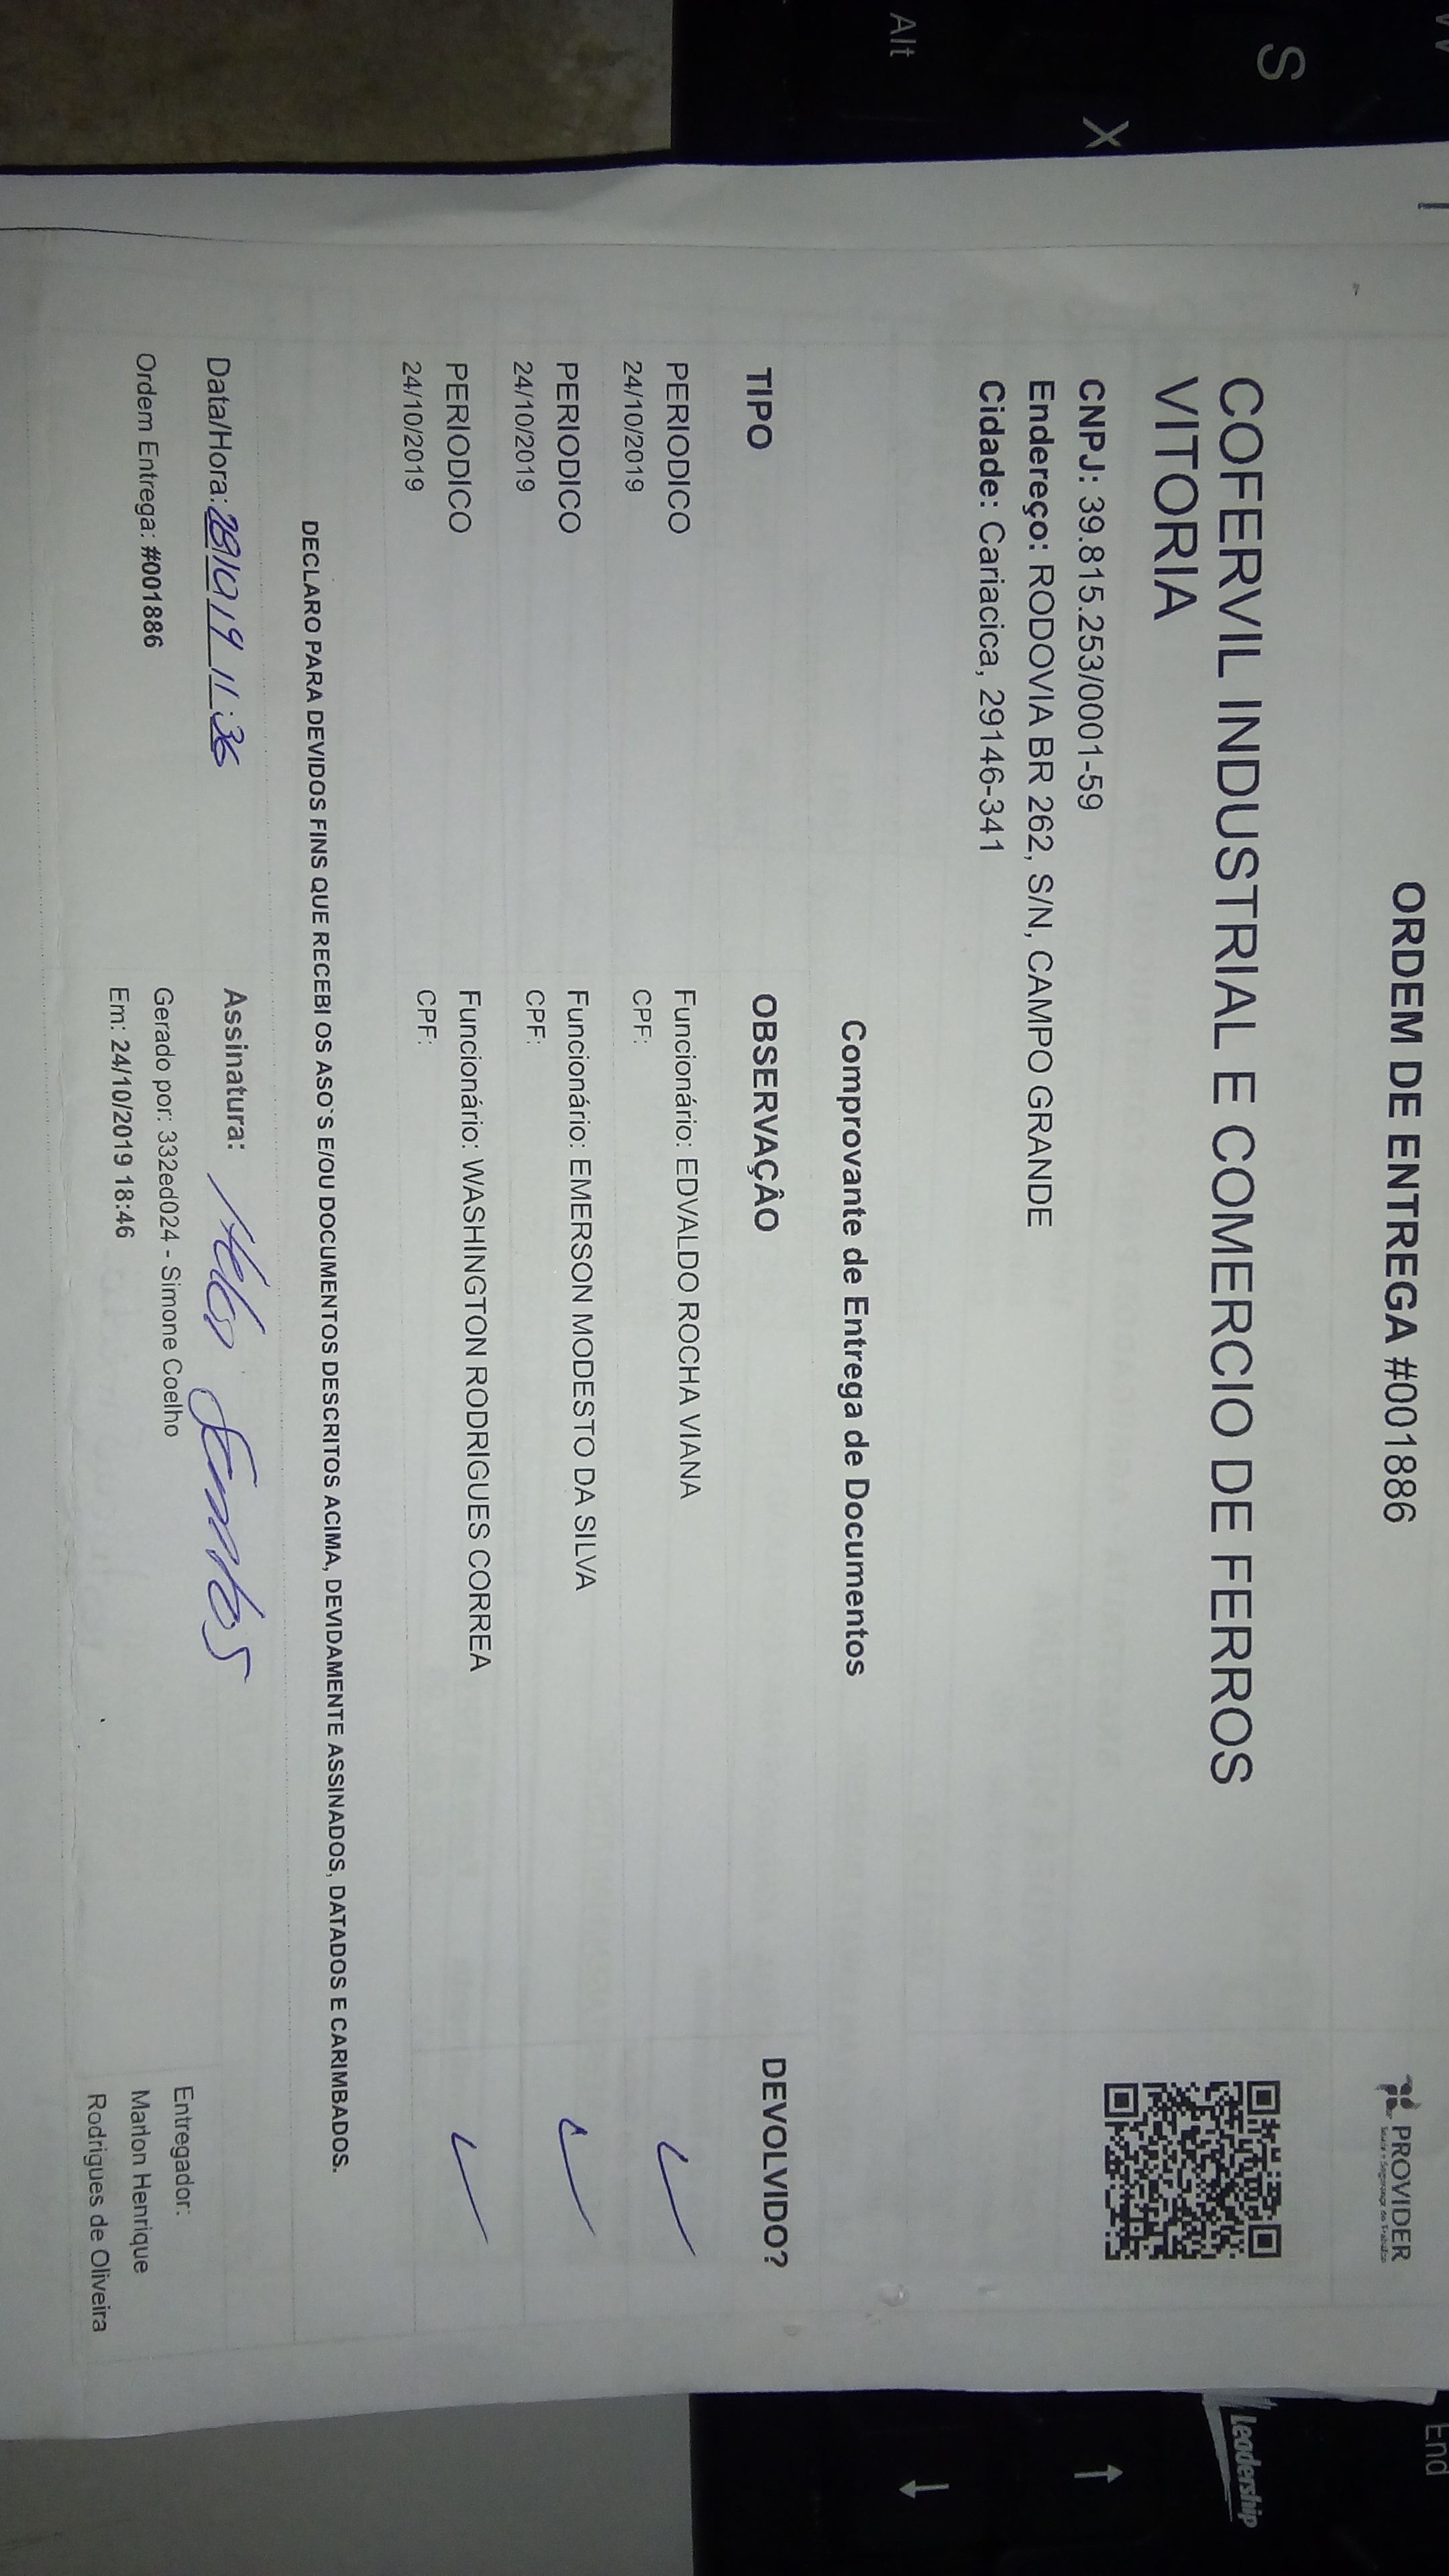 ORDEM DE ENTREGA #001886
PROVIDER
COFERVIL INDUSTRIAL E COMERCIO DE FERROS
VITORIA
CNPJ: 39.815.253/0001-59
Endereço: RODOVIA BR 262, S/N, CAMPO GRANDE
Cidade: Cariacica, 29146-341
Comprovante de Entrega de Documentos
TIPO OBSERVAÇÃO DEVOLVIDO?
PERIODICO Funcionário: EDVALDO ROCHA VIANA
24/10/2019 CPF:
PERIODICO Funcionário: EMERSON MODESTO DA SILVA
24/10/2019 CPF:
PERIODICO Funcionário: WASHINGTON RODRIGUES CORREA
24/10/2019 CPF:
DECLARO PARA DEVIDOS FINS QUE RECEBI OS ASO`S E/OU DOCUMENTOS DESCRITOS ACIMA, DEVIDAMENTE ASSINADOS, DATADOS E CARIMBADOS.
Data/Hora: 28/10/19 11:36 Assinatura:
Ordem Entrega: #001886
Gerado por: 332ed024 - Simone Coelho
Em: 24/10/2019 18:46
Entregador:
Marlon Henrique
Rodrigues de Oliveira
Alt
S
X
End
Leadership